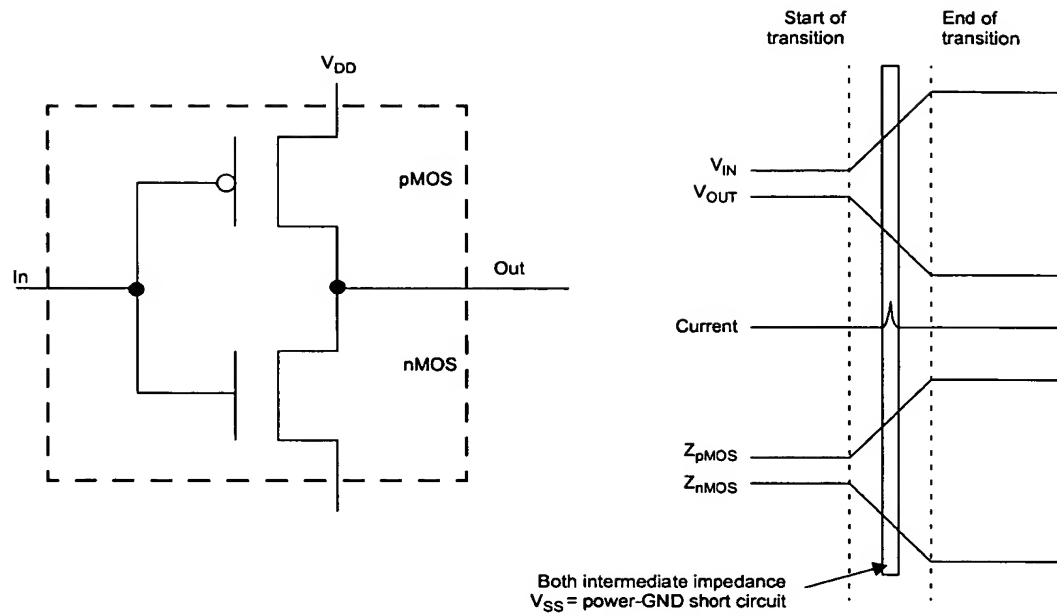 Start of
transition
End of
transition
VDD
pMOS
In
Out
nMOS
VIN
VOUT
Current
ZpMOS
ZnMOS
Both intermediate impedance
VSS = power-GND short circuit